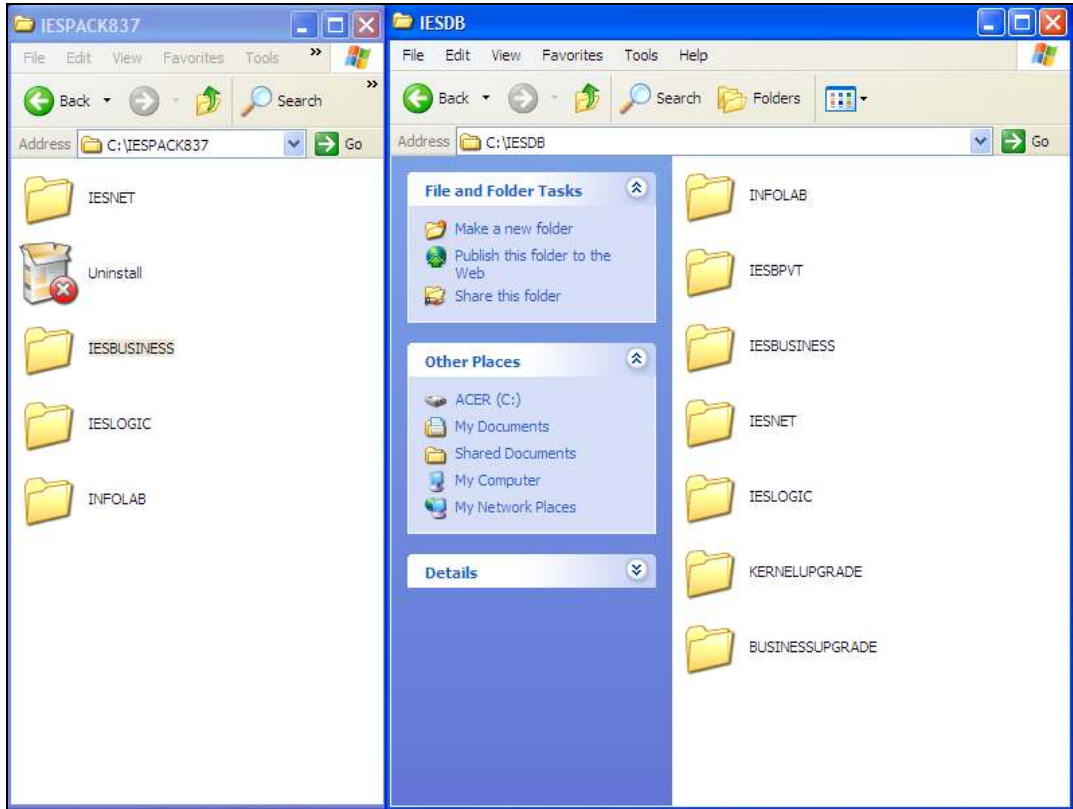 IESPACK837
File Edit View Favorites Tools »
Back Search »
Address C:\IESPACK837 Go
IESNET
Uninstall
IESBUSINESS
IESLOGIC
INFOLAB
IESDB
File Edit View Favorites Tools Help
Back Search Folders
Address C:\IESDB Go
File and Folder Tasks
Make a new folder
Publish this folder to the
Web
Share this folder
Other Places
ACER (C:)
My Documents
Shared Documents
My Computer
My Network Places
Details
INFOLAB
IESBPVT
IESBUSINESS
IESNET
IESLOGIC
KERNELUPGRADE
BUSINESSUPGRADE